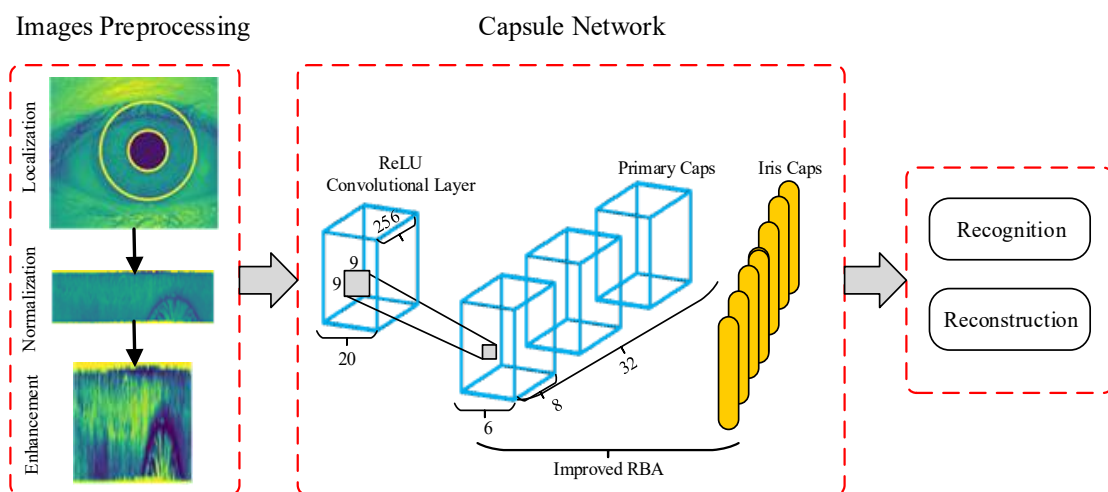 Images Preprocessing
Capsule Network
Localization
Normalization
Enhancement
ReLU
Convolutional Layer
256
9
9
20
Primary Caps
Iris Caps
32
8
6
Improved RBA
Recognition
Reconstruction